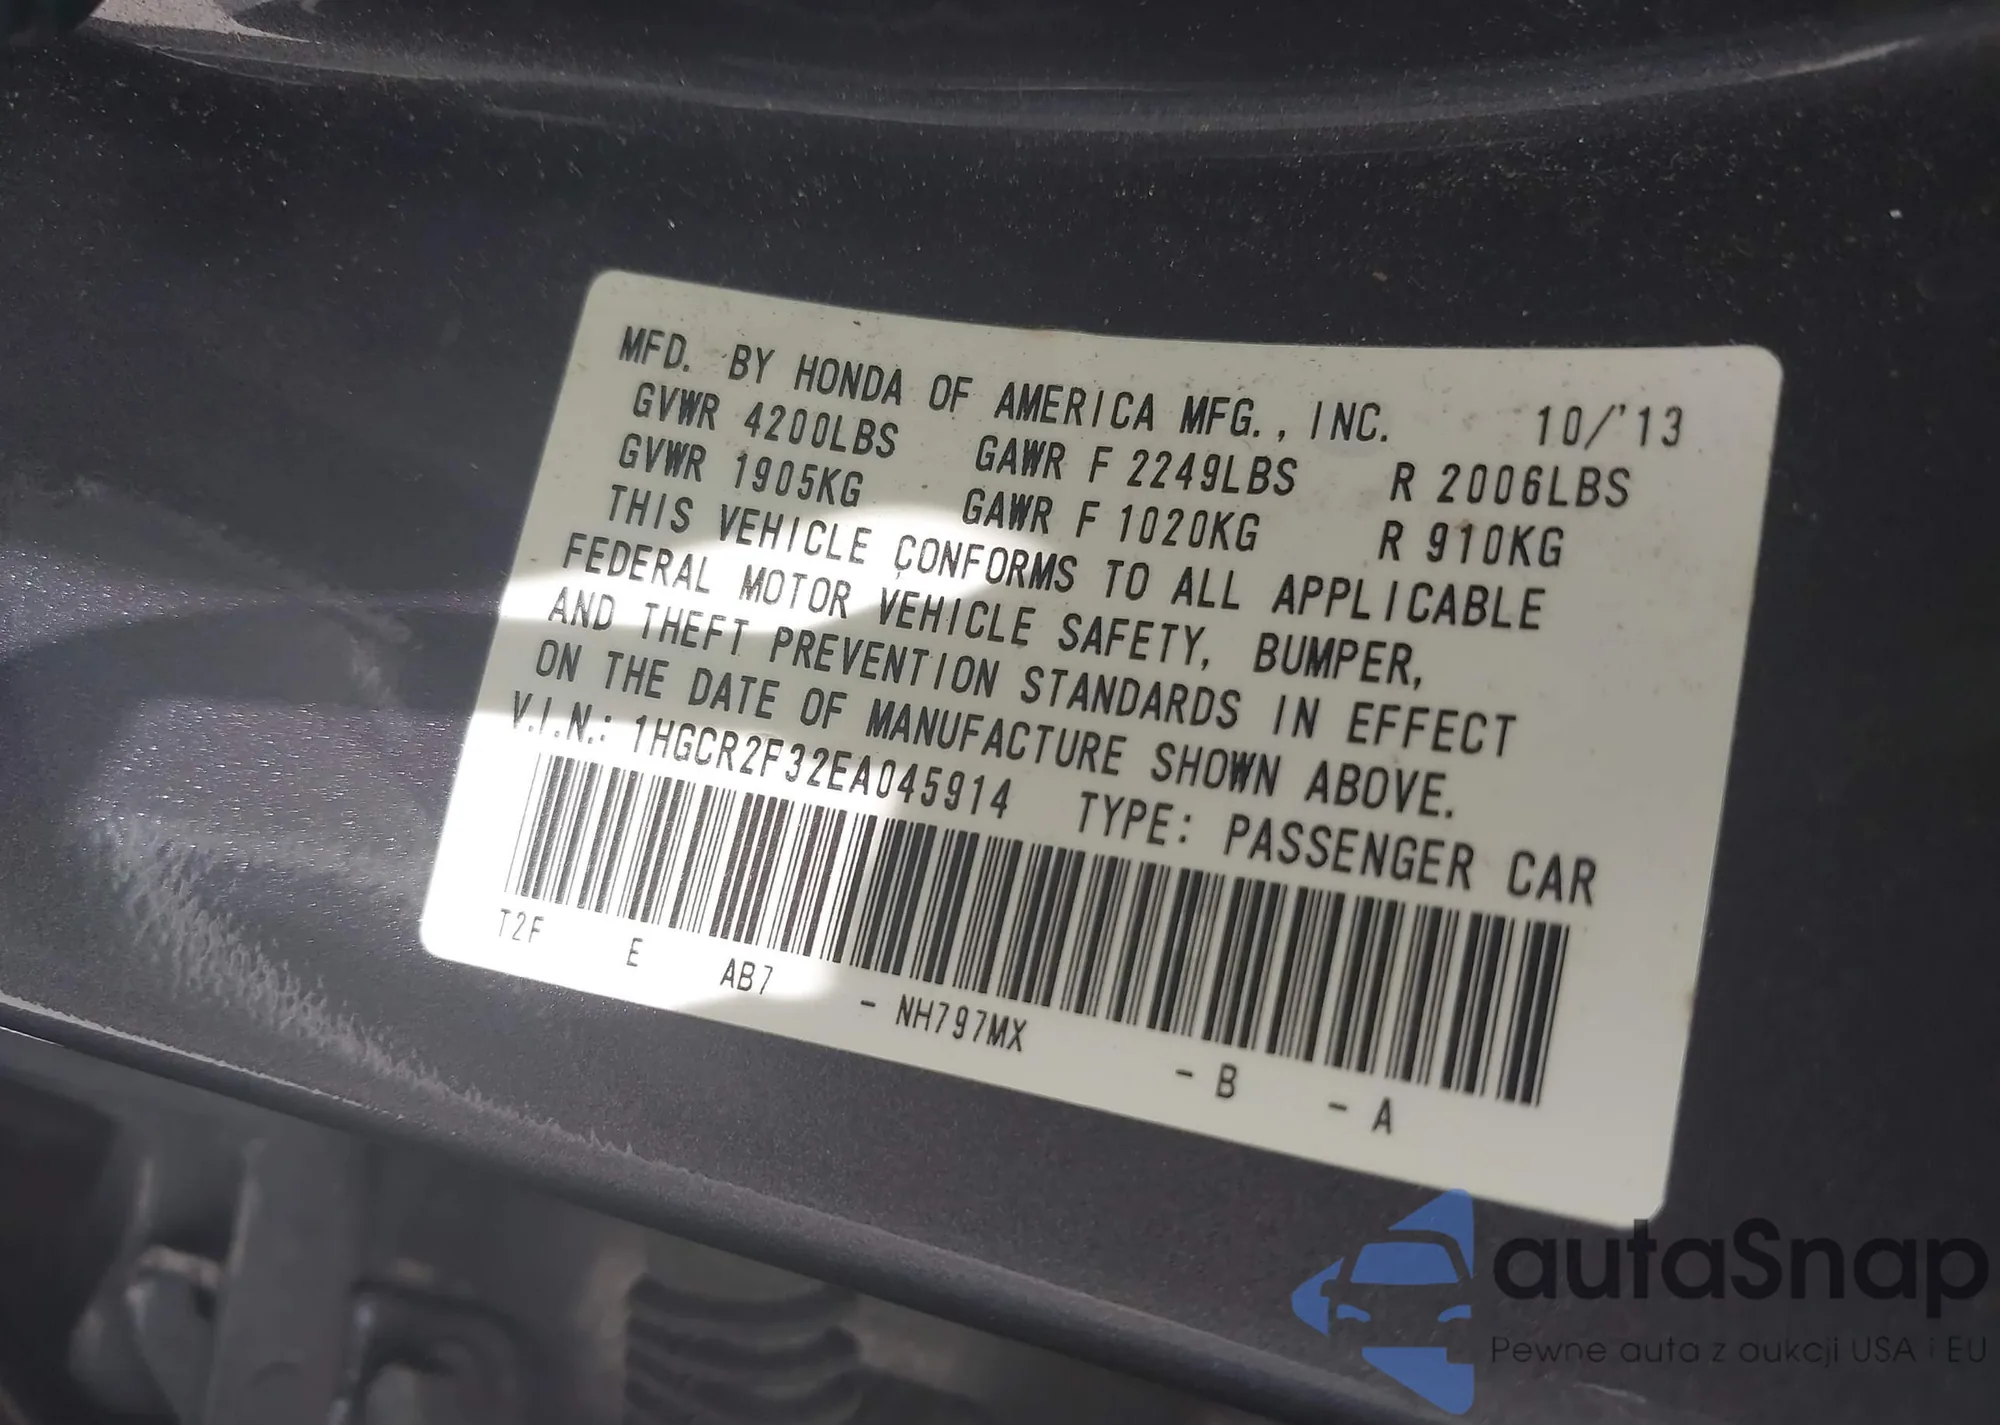 MFD. BY HONDA OF AMERICA MFG., INC. 10/'13
GVWR 4200LBS GAWR F 2249LBS R 2006LBS
GVWR 1905KG GAWR F 1020KG R 910KG
THIS VEHICLE CONFORMS TO ALL APPLICABLE
FEDERAL MOTOR VEHICLE SAFETY, BUMPER,
AND THEFT PREVENTION STANDARDS IN EFFECT
ON THE DATE OF MANUFACTURE SHOWN ABOVE.
V.I.N.: 1HGCR2F32EA045914 TYPE: PASSENGER CAR
T2F E AB7 - NH797MX - B - A
autaSnap
Pewne auta z aukcji USA i EU